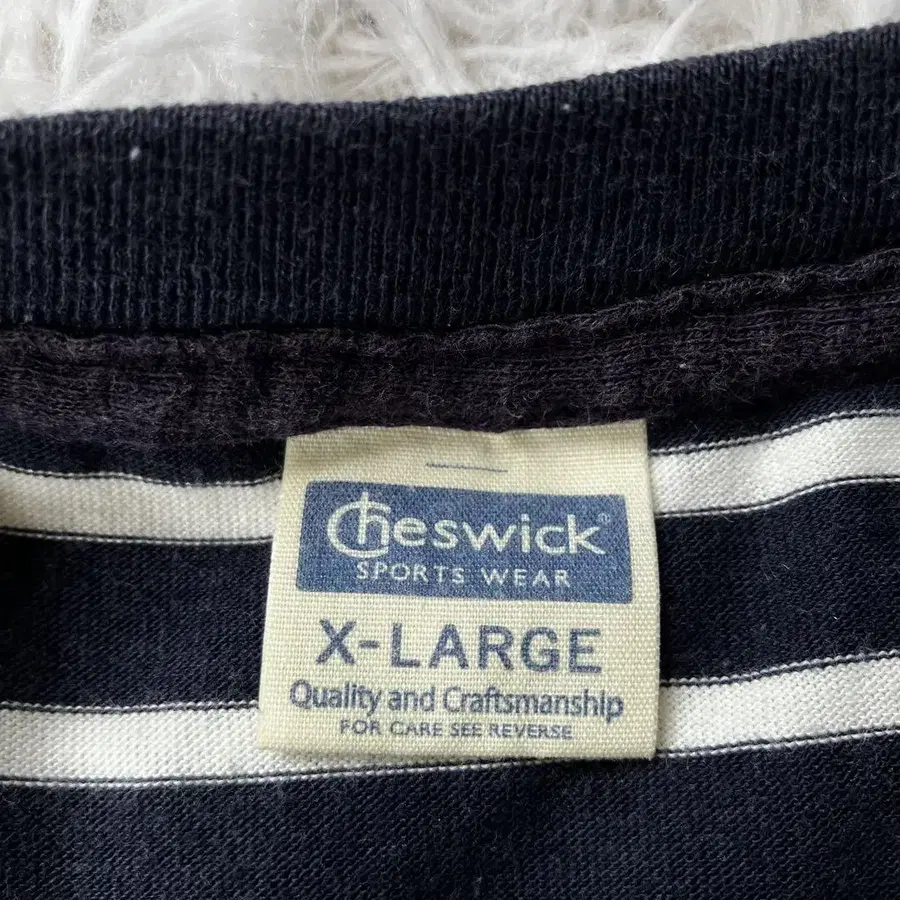 Cheswick®
SPORTS WEAR
X-LARGE
Quality and Craftsmanship
FOR CARE SEE REVERSE